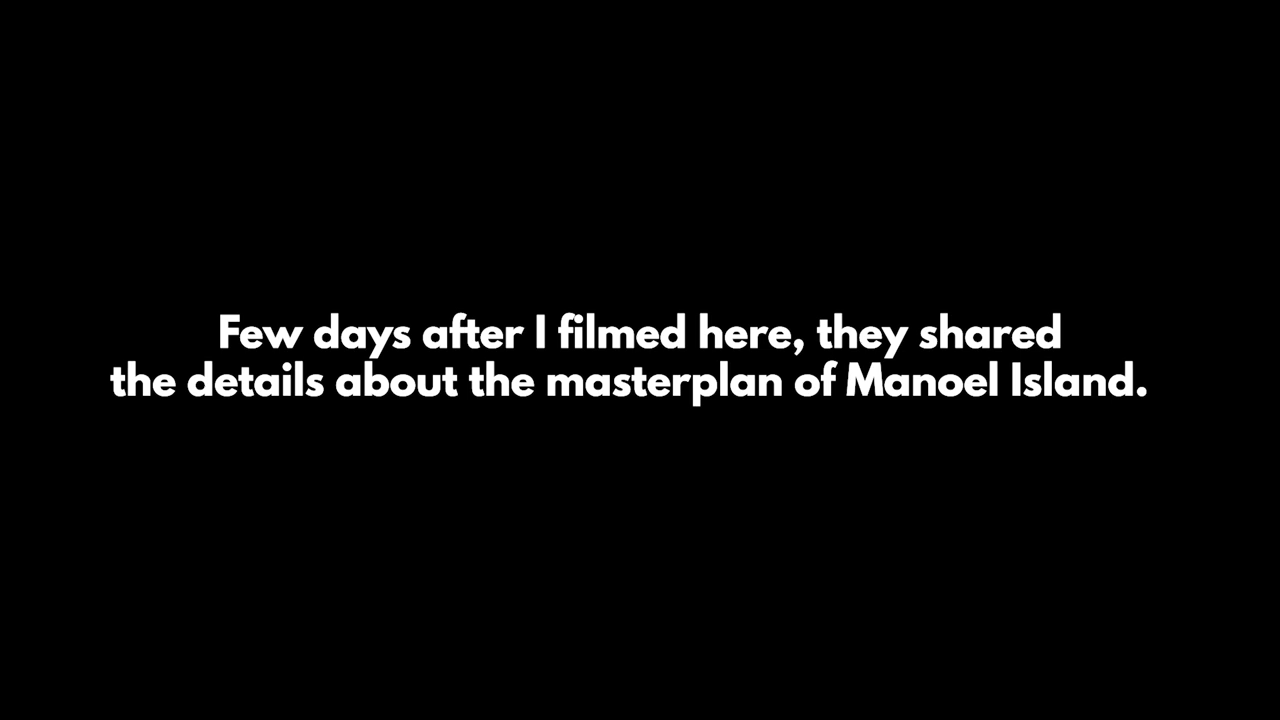 Few days after I filmed here, they shared
the details about the masterplan of Manoel Island.